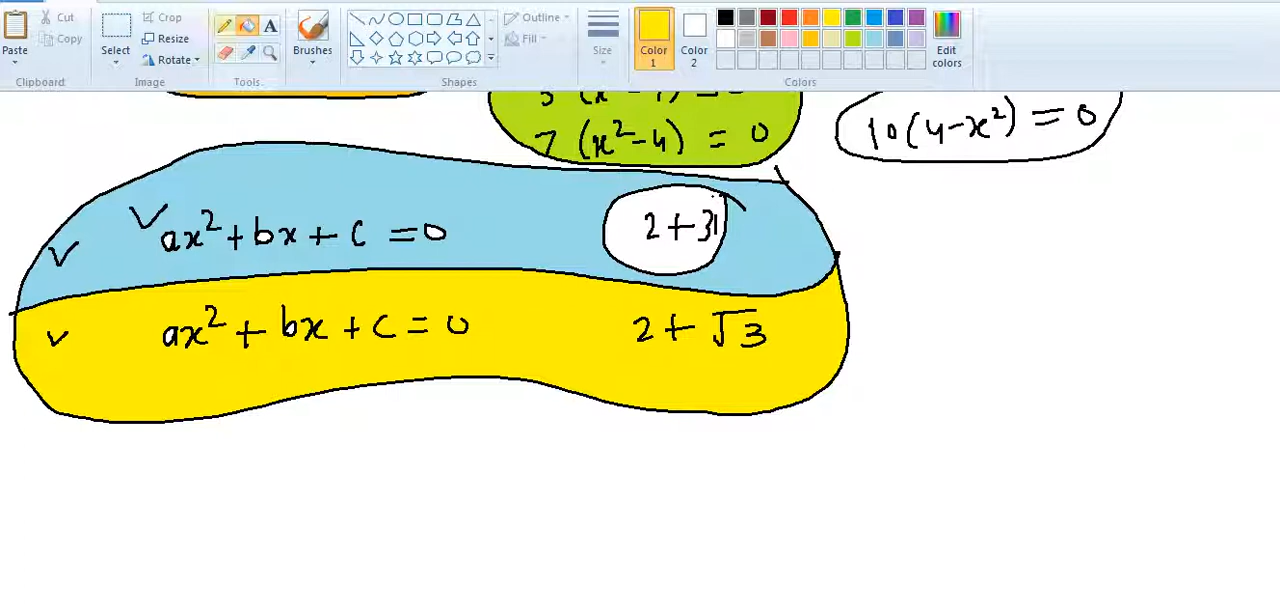 Paste
Cut
Copy
Clipboard
Select
Crop
Resize
Rotate
Image
A
Tools
Brushes
Shapes
Outline
Fill
Size
Color 1
Color 2
Edit colors
Colors
7 (x² - 4) = 0
10(4-x²) = 0
ax² + bx + c = 0
2 + 3i
ax² + bx + c = 0
2 + √3